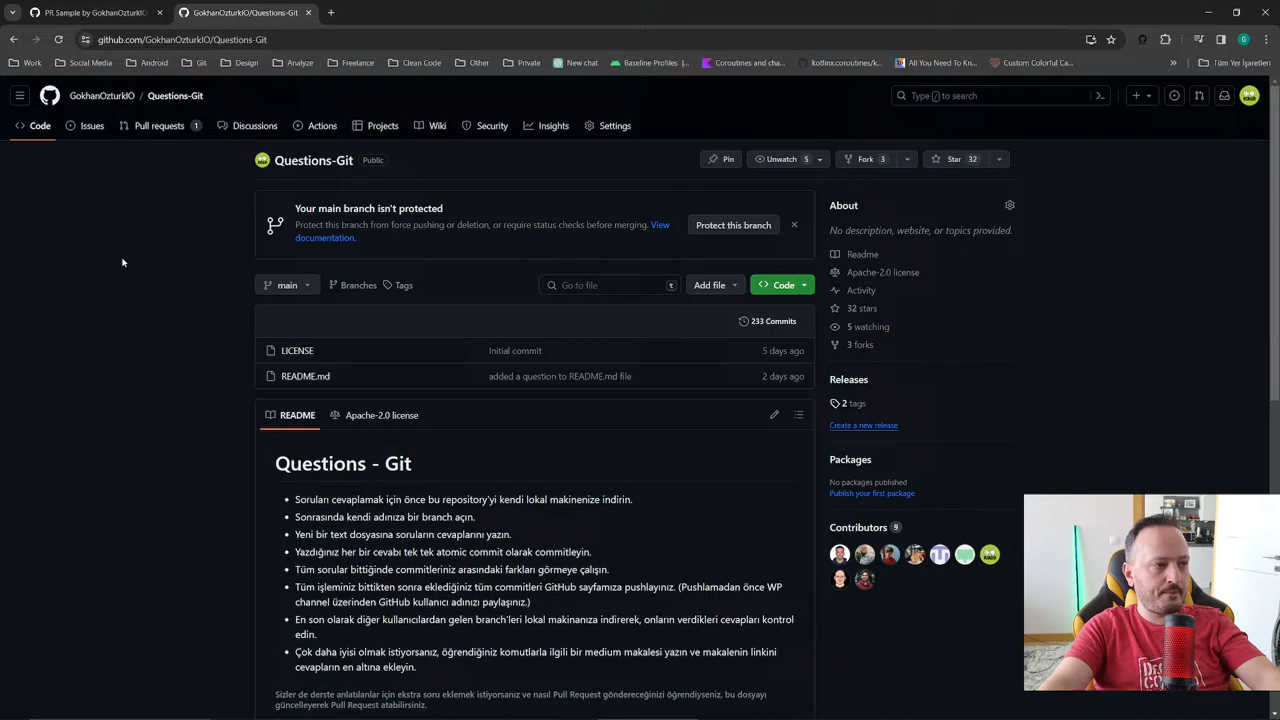 PR Sample by GokhanOzturkIO
GokhanOzturkIO/Questions-Git
github.com/GokhanOzturkIO/Questions-Git
Work
Social Media
Android
Git
Design
Analyze
Freelance
Clean Code
Other
Private
New chat
Baseline Profiles |
Coroutines and cha...
kotlinx.coroutines/k...
All You Need To Kn...
Custom Colorful Ca...
»
Tüm Yer İşaretleri
GokhanOzturkIO / Questions-Git
Type / to search
Code
Issues
Pull requests 1
Discussions
Actions
Projects
Wiki
Security
Insights
Settings
Questions-Git Public
Pin
Unwatch 5
Fork 3
Star 32
Your main branch isn't protected
Protect this branch from force pushing or deletion, or require status checks before merging. View
documentation.
Protect this branch
main
Branches
Tags
Go to file t
Add file
Code
233 Commits
LICENSE Initial commit 5 days ago
README.md added a question to README.md file 2 days ago
README
Apache-2.0 license
Questions - Git
Soruları cevaplamak için önce bu repository'yi kendi lokal makinenize indirin.
Sonrasında kendi adınıza bir branch açın.
Yeni bir text dosyasına soruların cevaplarını yazın.
Yazdığınız her bir cevabı tek tek atomic commit olarak commitleyin.
Tüm sorular bittiğinde commitleriniz arasındaki farkları görmeye çalışın.
Tüm işleminiz bittikten sonra eklediğiniz tüm commitleri GitHub sayfamıza pushlayınız. (Pushlamadan önce WP
channel üzerinden GitHub kullanıcı adınızı paylaşınız.)
En son olarak diğer kullanıcılardan gelen branch'leri lokal makinanıza indirerek, onların verdikleri cevapları kontrol
edin.
Çok daha iyisi olmak istiyorsanız, öğrendiğiniz komutlarla ilgili bir medium makalesi yazın ve makalenin linkini
cevapların en altına ekleyin.
Sizler de derste anlatılanlar için ekstra soru eklemek istiyorsanız ve nasıl Pull Request göndereceğinizi öğrendiyseniz, bu dosyayı
güncelleyerek Pull Request atabilirsiniz.
About
No description, website, or topics provided.
Readme
Apache-2.0 license
Activity
32 stars
5 watching
3 forks
Releases
2 tags
Create a new release
Packages
No packages published
Publish your first package
Contributors 9